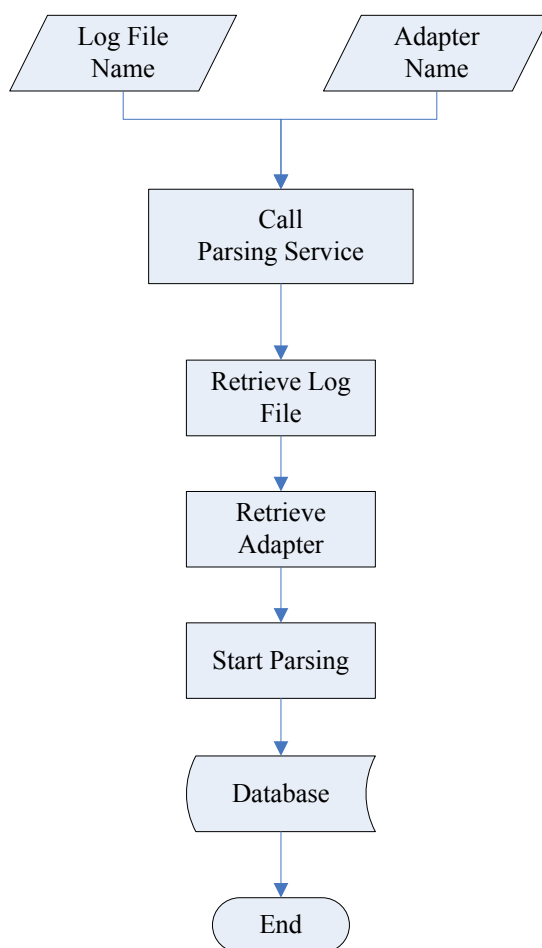 Log File
Name
Adapter
Name
Call
Parsing Service
Retrieve Log
File
Retrieve
Adapter
Start Parsing
Database
End